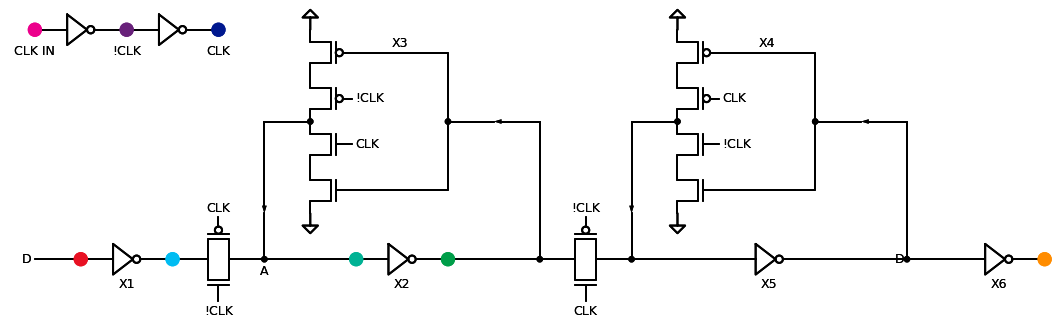 CLK IN
!CLK
CLK
X3
!CLK
CLK
X4
CLK
!CLK
D
X1
CLK
!CLK
A
X2
!CLK
CLK
X5
D
X6